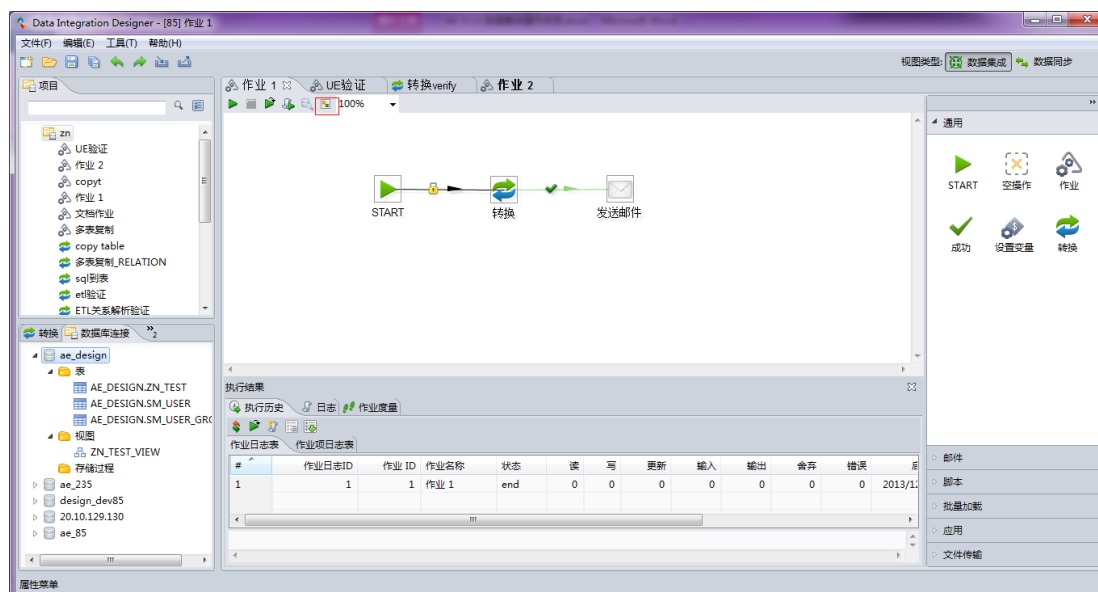 Data Integration Designer - [85] 作业 1
文件(F) 编辑(E) 工具(T) 帮助(H)
视图类型: 数据集成 数据同步
项目
zn
UE验证
作业 2
copyt
作业 1
文档作业
多表复制
copy table
多表复制_RELATION
sql到表
etl验证
ETL关系解析验证
转换 数据库连接 »2
ae_design
表
AE_DESIGN.ZN_TEST
AE_DESIGN.SM_USER
AE_DESIGN.SM_USER_GR
视图
ZN_TEST_VIEW
存储过程
ae_235
design_dev85
20.10.129.130
ae_85
作业 1 UE验证 转换verify 作业 2
100%
START 转换 发送邮件
执行结果
执行历史 日志 作业度量
作业日志表 作业项日志表
# 作业日志ID 作业 ID 作业名称 状态 读 写 更新 输入 输出 舍弃 错误
1 1 1 作业 1 end 0 0 0 0 0 0 0 2013/12
»
通用
START 空操作 作业
成功 设置变量 转换
邮件
脚本
批量加载
应用
文件传输
属性菜单